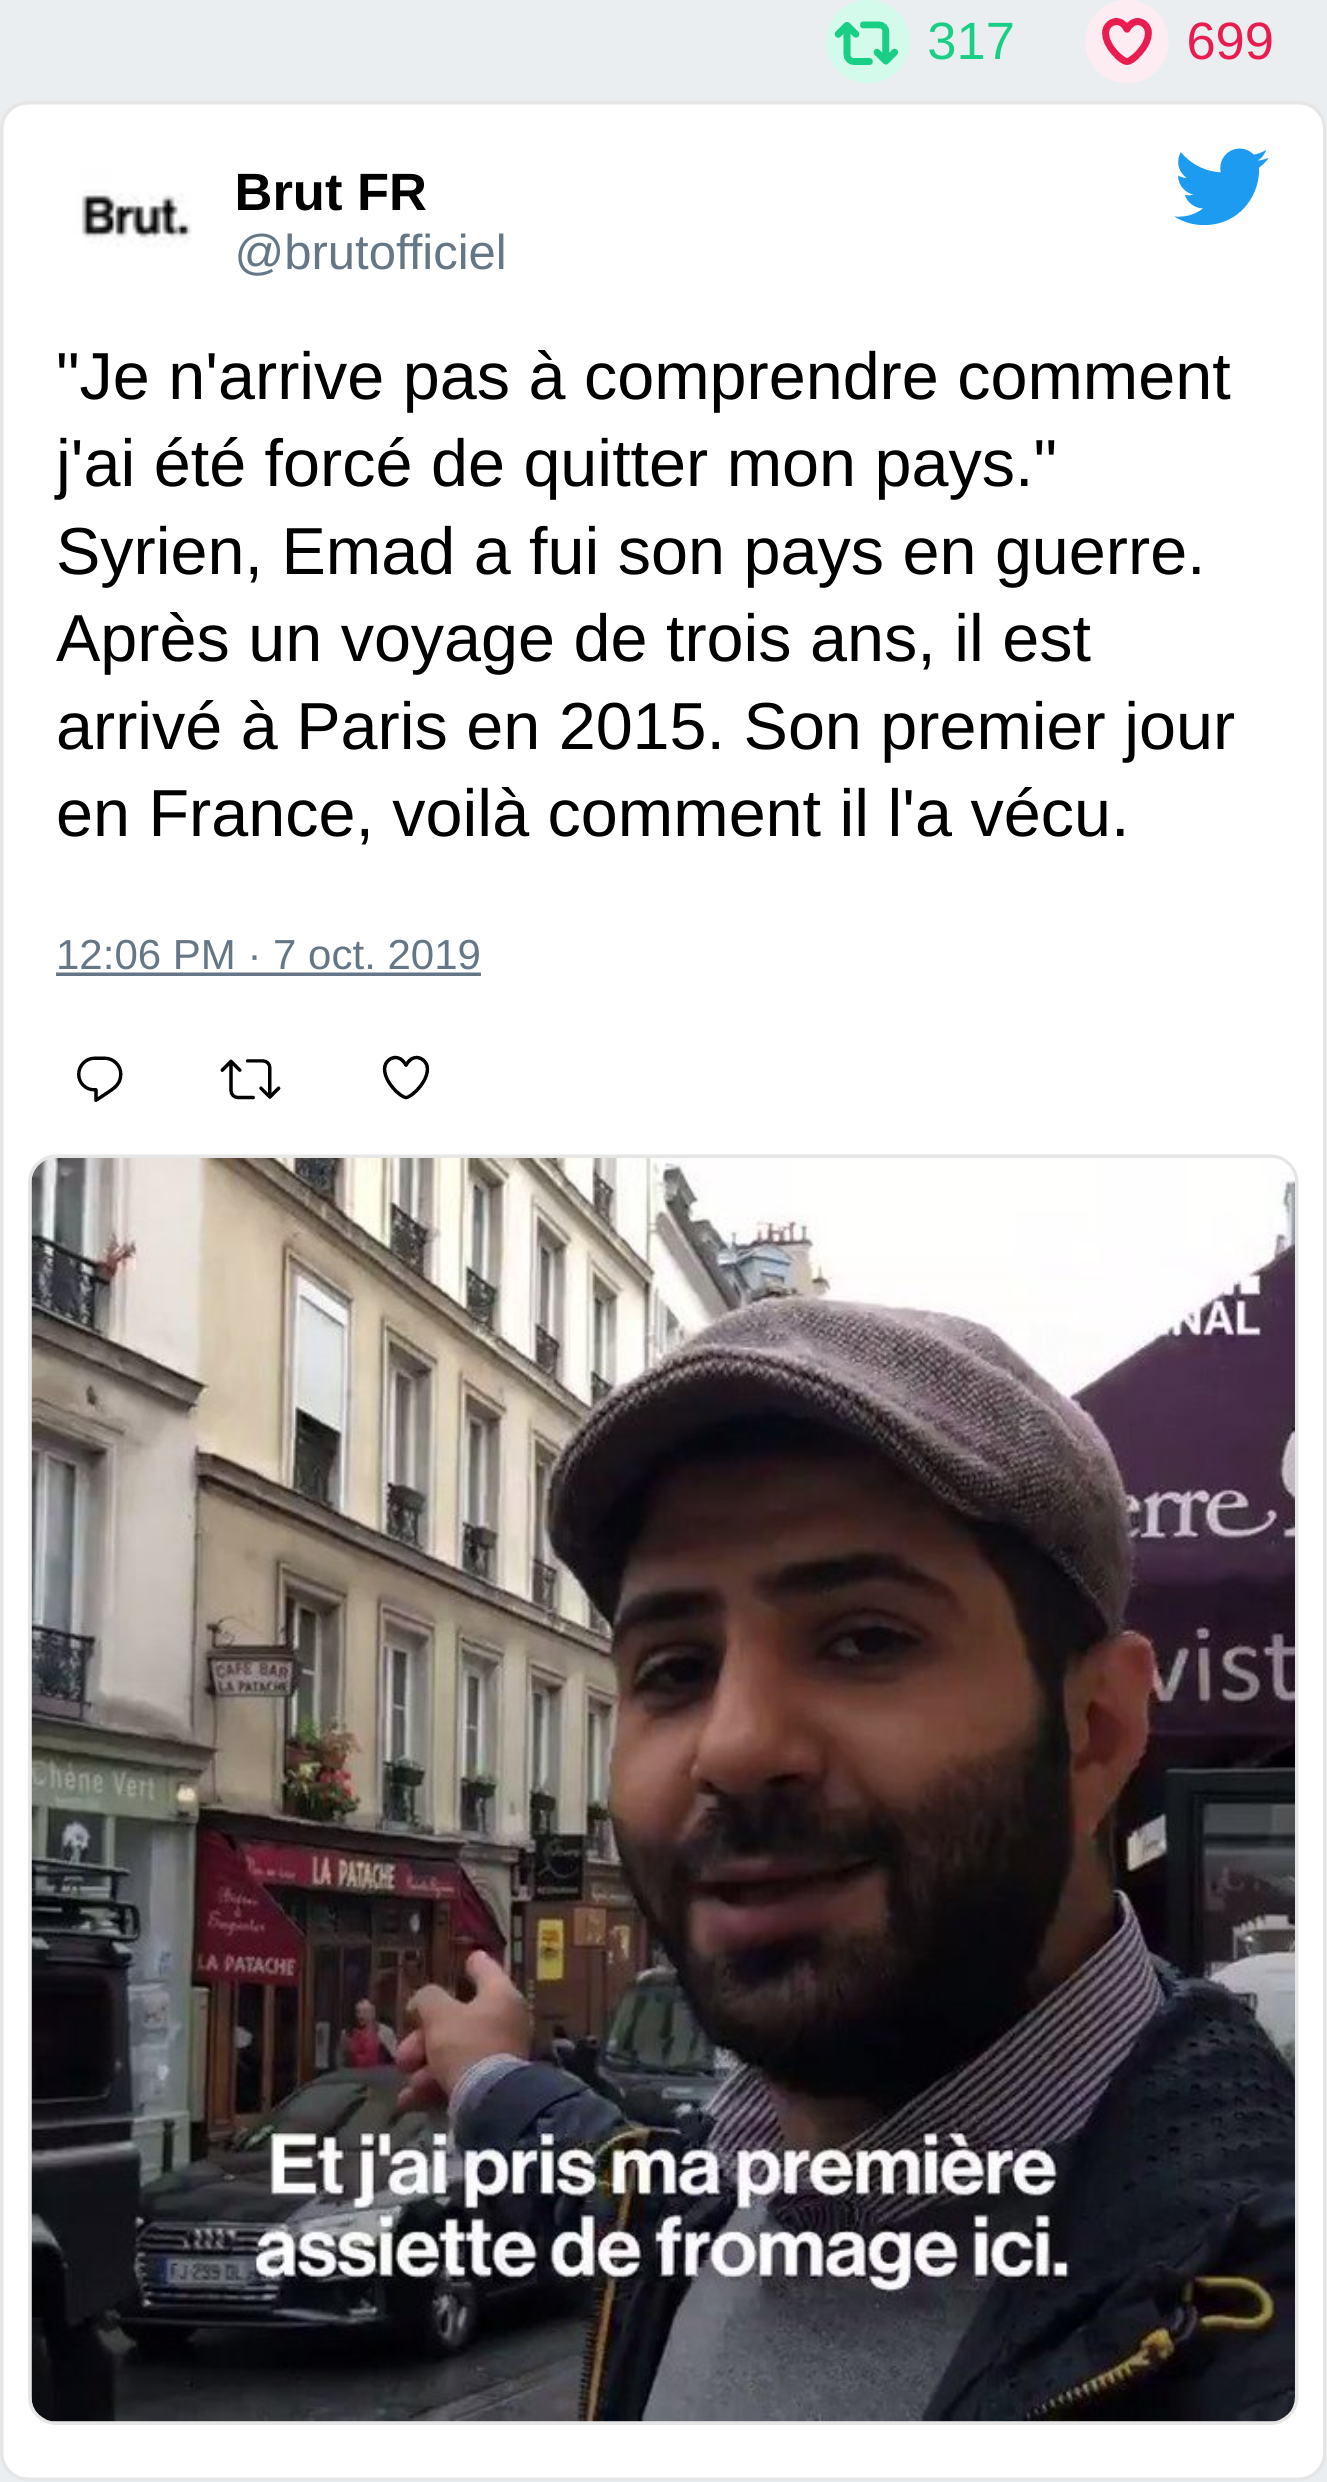 317 699
Brut.
Brut FR
@brutofficiel
"Je n'arrive pas à comprendre comment
j'ai été forcé de quitter mon pays."
Syrien, Emad a fui son pays en guerre.
Après un voyage de trois ans, il est
arrivé à Paris en 2015. Son premier jour
en France, voilà comment il l'a vécu.
12:06 PM · 7 oct. 2019
NAL
erre
vist
CAFE BAR
LA PATACHE
Chêne Vert
LA PATACHE
LA PATACHE
Et j'ai pris ma première
assiette de fromage ici.
FJ-299